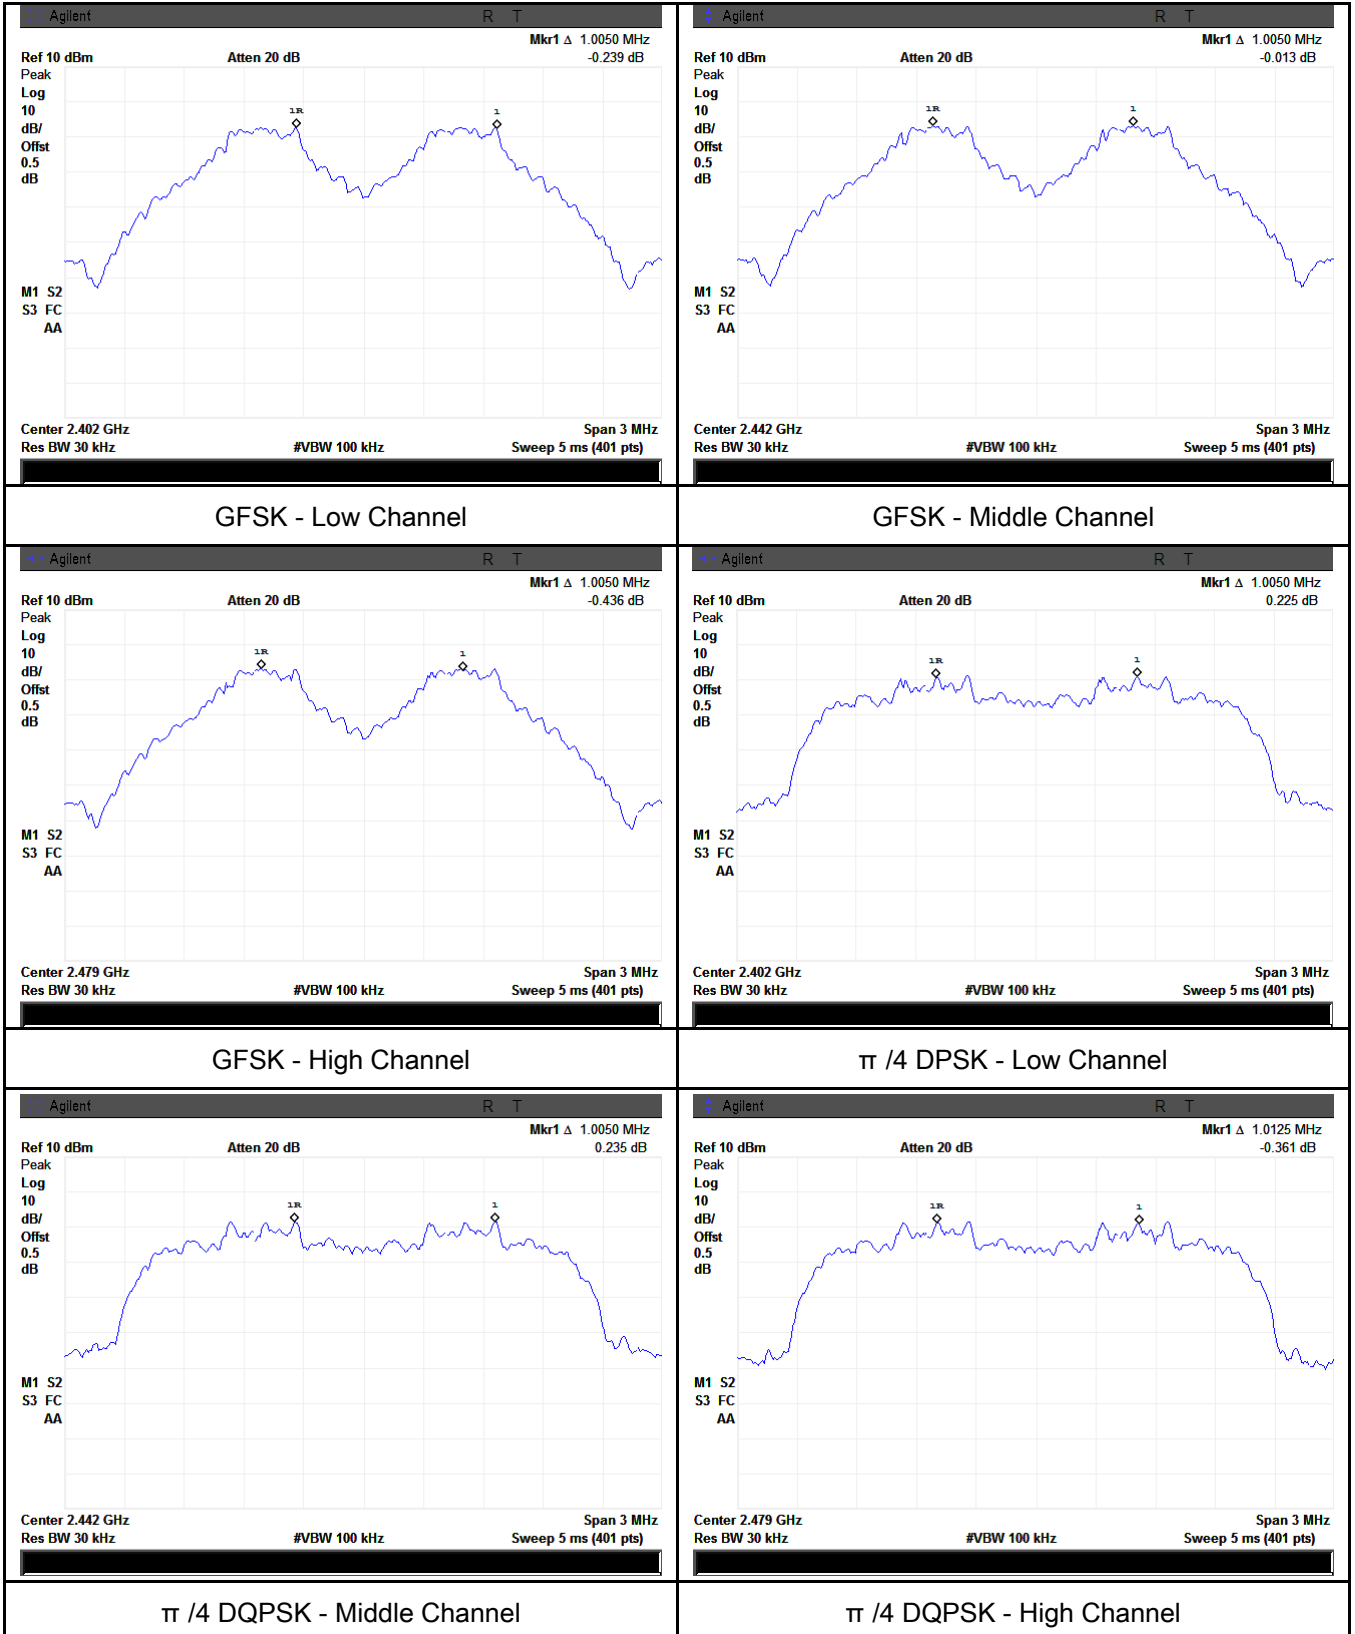 Agilent R T
Mkr1 Δ 1.0050 MHz
Ref 10 dBm Atten 20 dB -0.239 dB
Peak
Log
10
dB/
Offst
0.5
dB
1R 1
M1 S2
S3 FC
AA
Center 2.402 GHz Span 3 MHz
Res BW 30 kHz #VBW 100 kHz Sweep 5 ms (401 pts)
GFSK - Low Channel
Agilent R T
Mkr1 Δ 1.0050 MHz
Ref 10 dBm Atten 20 dB -0.013 dB
Peak
Log
10
dB/
Offst
0.5
dB
1R 1
M1 S2
S3 FC
AA
Center 2.442 GHz Span 3 MHz
Res BW 30 kHz #VBW 100 kHz Sweep 5 ms (401 pts)
GFSK - Middle Channel
Agilent R T
Mkr1 Δ 1.0050 MHz
Ref 10 dBm Atten 20 dB -0.436 dB
Peak
Log
10
dB/
Offst
0.5
dB
1R 1
M1 S2
S3 FC
AA
Center 2.479 GHz Span 3 MHz
Res BW 30 kHz #VBW 100 kHz Sweep 5 ms (401 pts)
GFSK - High Channel
Agilent R T
Mkr1 Δ 1.0050 MHz
Ref 10 dBm Atten 20 dB 0.225 dB
Peak
Log
10
dB/
Offst
0.5
dB
1R 1
M1 S2
S3 FC
AA
Center 2.402 GHz Span 3 MHz
Res BW 30 kHz #VBW 100 kHz Sweep 5 ms (401 pts)
π /4 DPSK - Low Channel
Agilent R T
Mkr1 Δ 1.0050 MHz
Ref 10 dBm Atten 20 dB 0.235 dB
Peak
Log
10
dB/
Offst
0.5
dB
1R 1
M1 S2
S3 FC
AA
Center 2.442 GHz Span 3 MHz
Res BW 30 kHz #VBW 100 kHz Sweep 5 ms (401 pts)
π /4 DQPSK - Middle Channel
Agilent R T
Mkr1 Δ 1.0125 MHz
Ref 10 dBm Atten 20 dB -0.361 dB
Peak
Log
10
dB/
Offst
0.5
dB
1R 1
M1 S2
S3 FC
AA
Center 2.479 GHz Span 3 MHz
Res BW 30 kHz #VBW 100 kHz Sweep 5 ms (401 pts)
π /4 DQPSK - High Channel